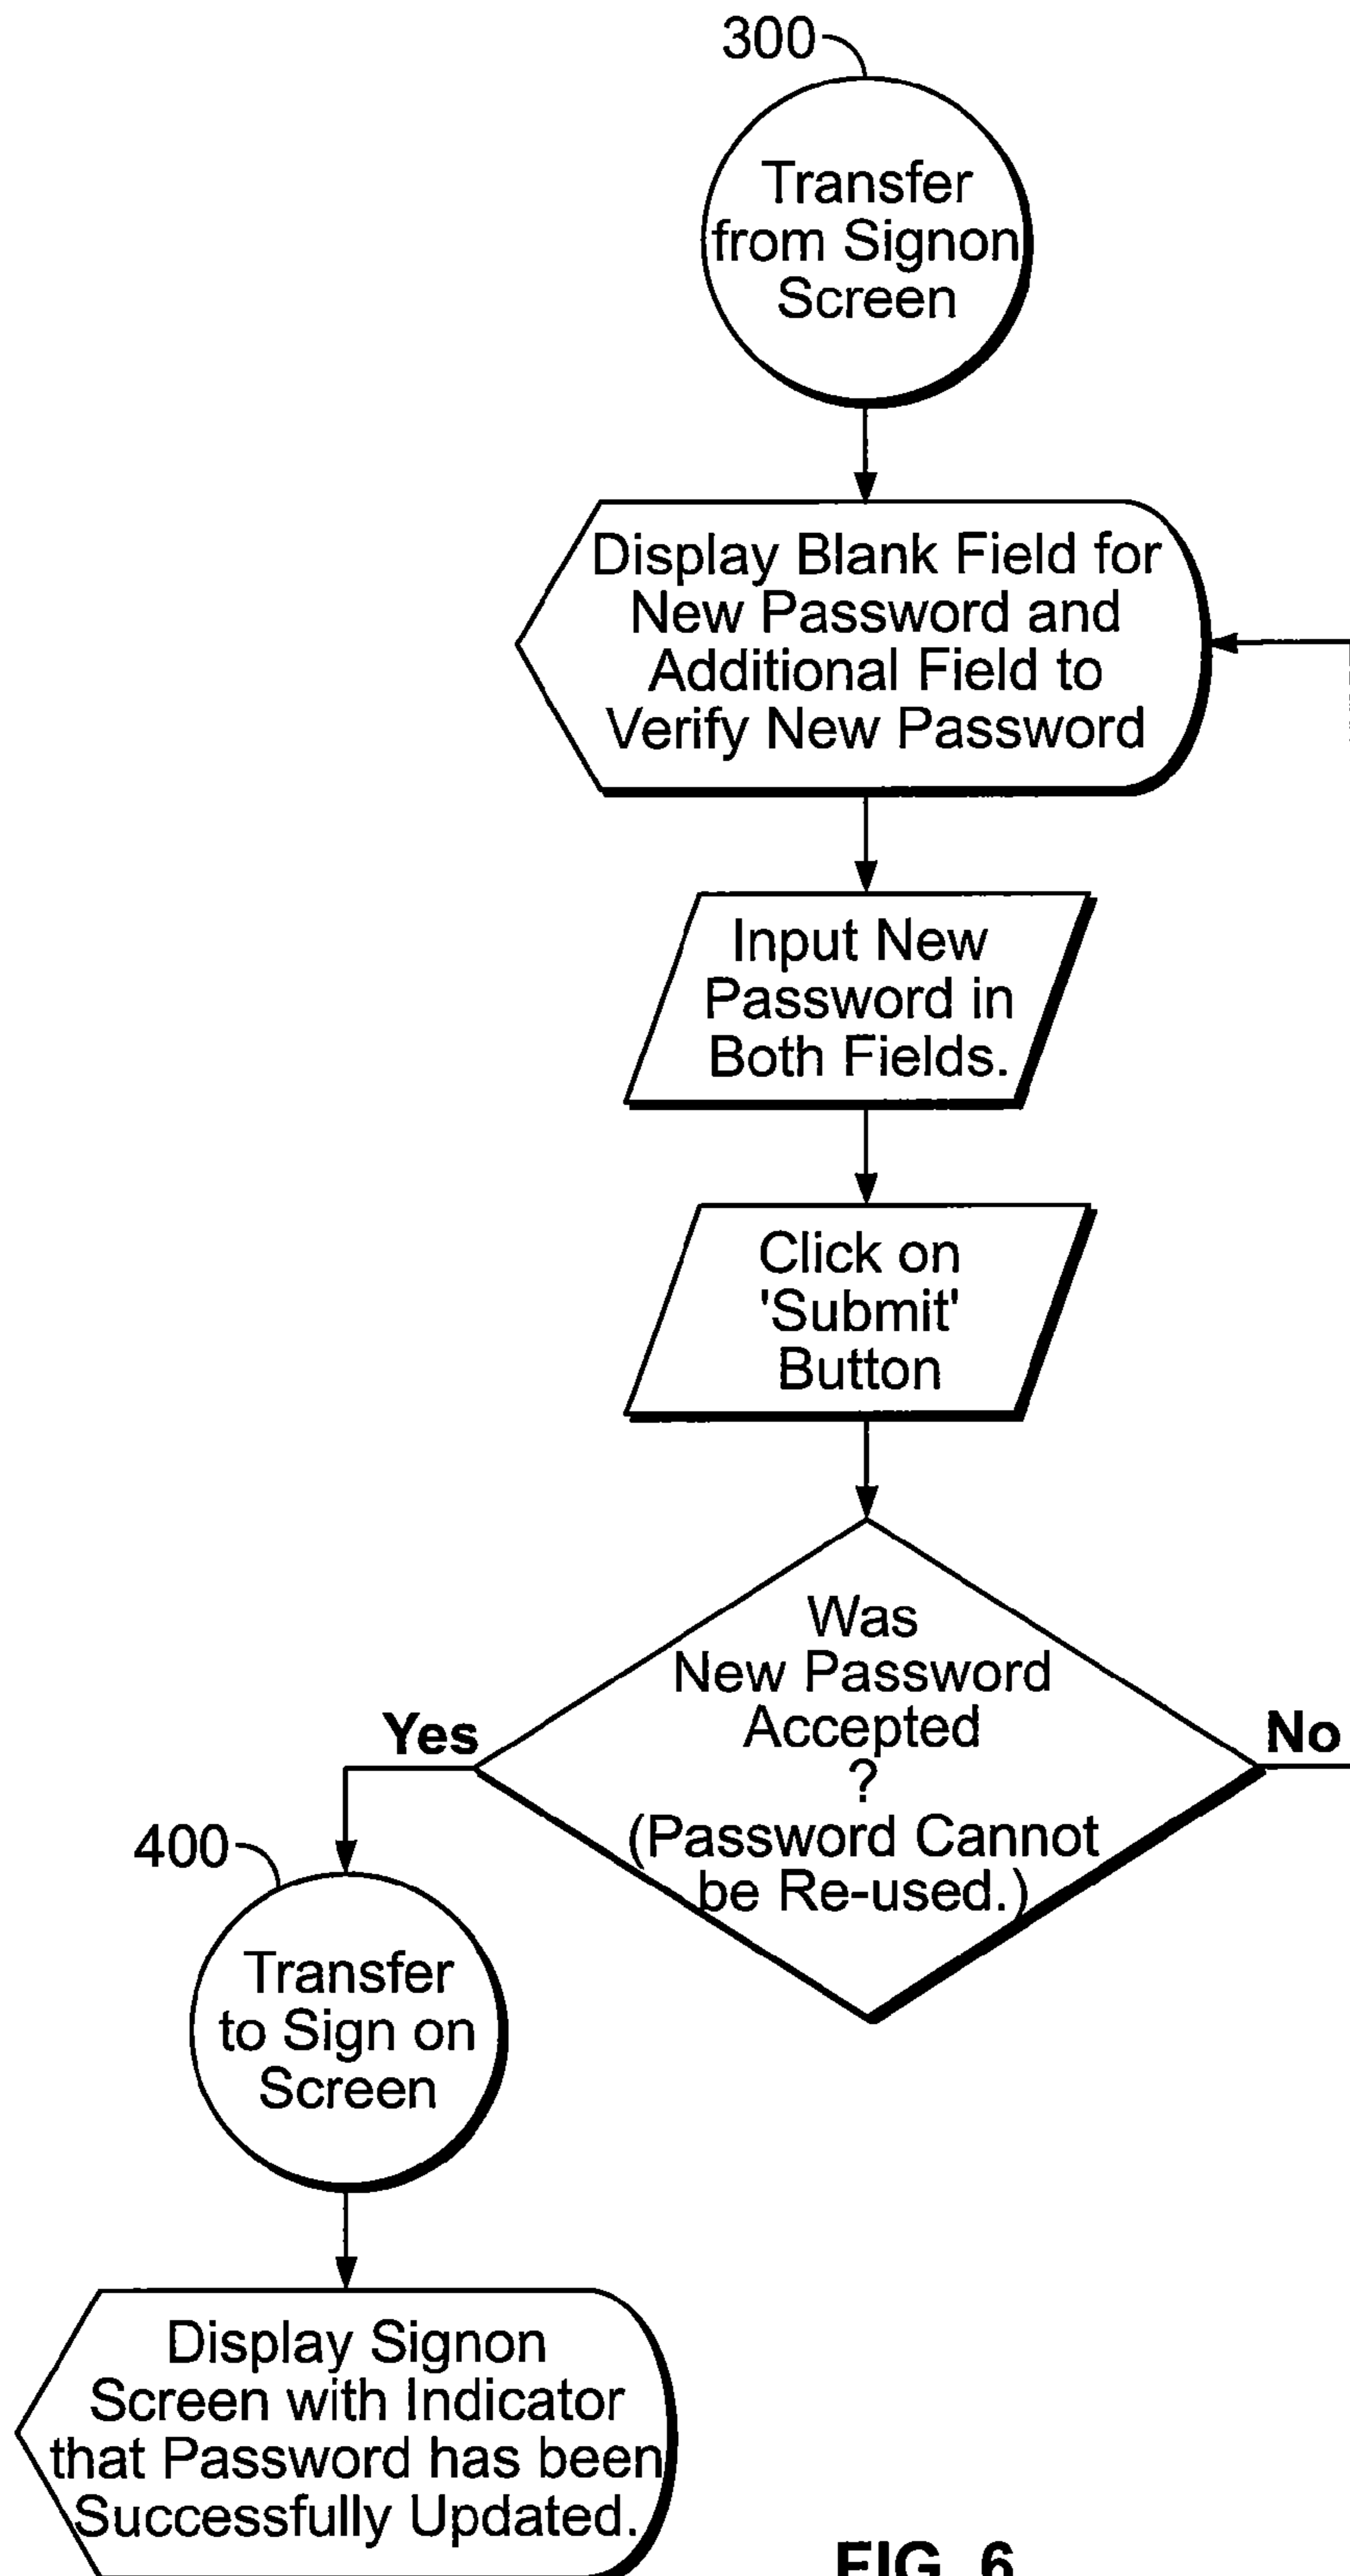 300
Transfer
from Signon
Screen
Display Blank Field for
New Password and
Additional Field to
Verify New Password
Input New
Password in
Both Fields.
Click on
'Submit'
Button
Was
New Password
Accepted
?
(Password Cannot
be Re-used.)
Yes
No
400
Transfer
to Sign on
Screen
Display Signon
Screen with Indicator
that Password has been
Successfully Updated.
FIG. 6